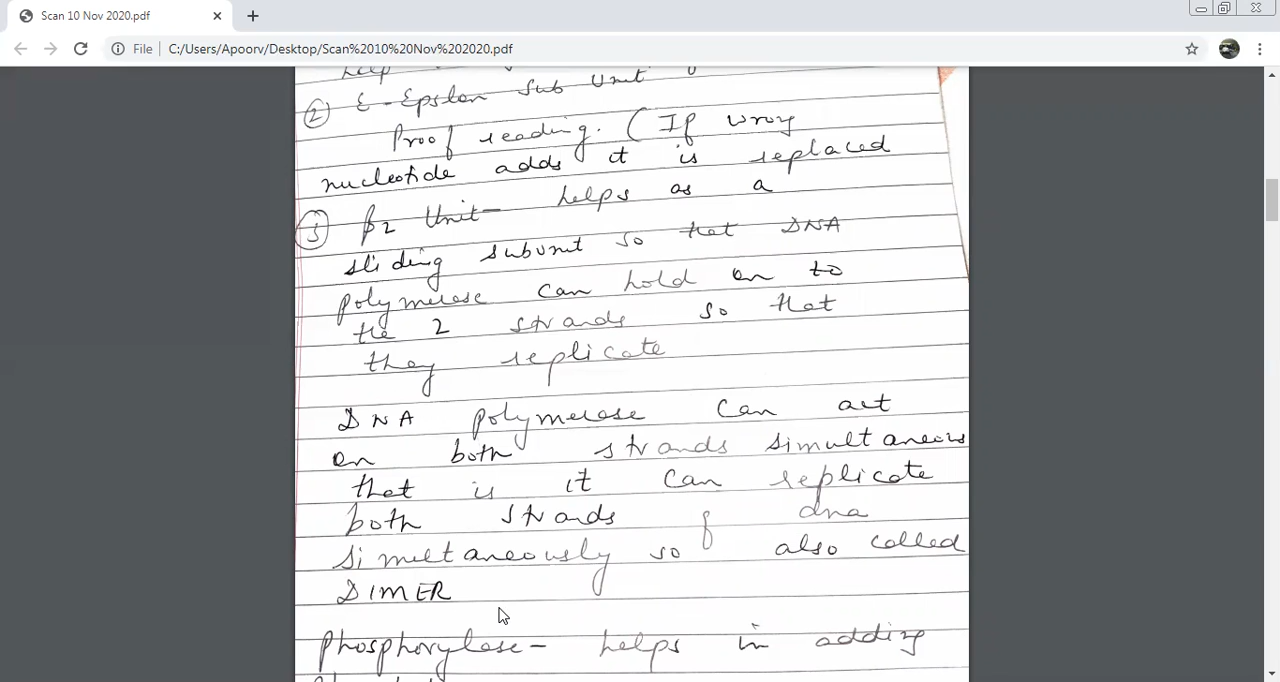 Scan 10 Nov 2020.pdf
File C:/Users/Apoorv/Desktop/Scan%2010%20Nov%202020.pdf
help
② ε - Epsilon Sub Unit
Proof reading. (If wrong
nucleotide adds it is replaced
③ β2 Unit- helps as a
sliding subunit so that DNA
polymerase can hold on to
the 2 strands so that
they replicate
DNA polymerase can act
on both strands simultaneous
that is it can replicate
both strands of dna
simultaneously so also called
DIMER
Phosphorylase- helps in adding